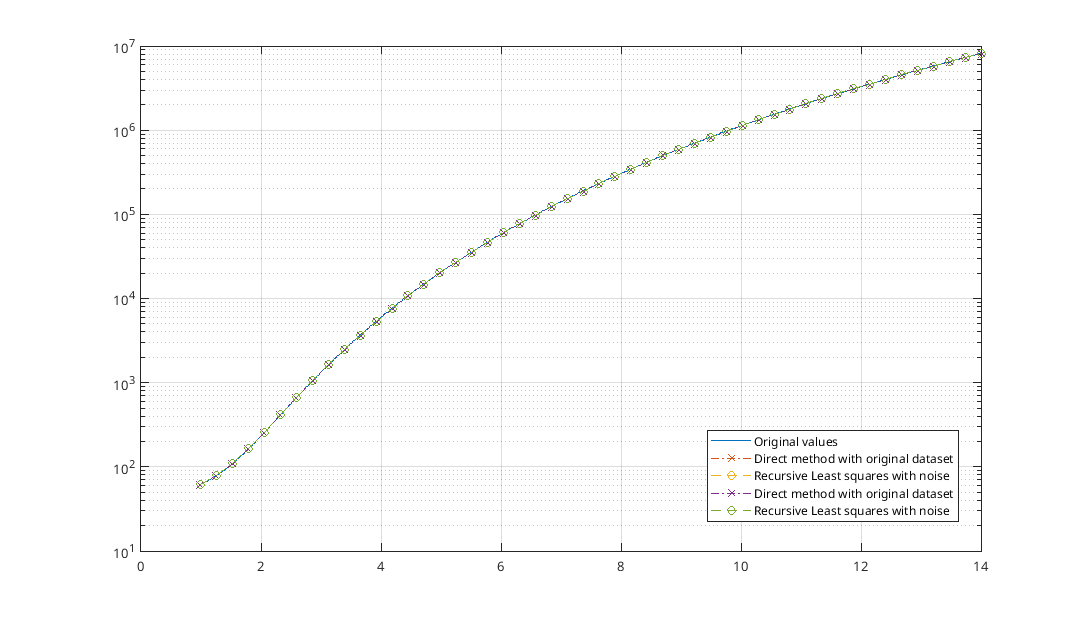 10^7
10^6
10^5
10^4
10^3
10^2
10^1
0 2 4 6 8 10 12 14
Original values
Direct method with original dataset
Recursive Least squares with noise
Direct method with original dataset
Recursive Least squares with noise